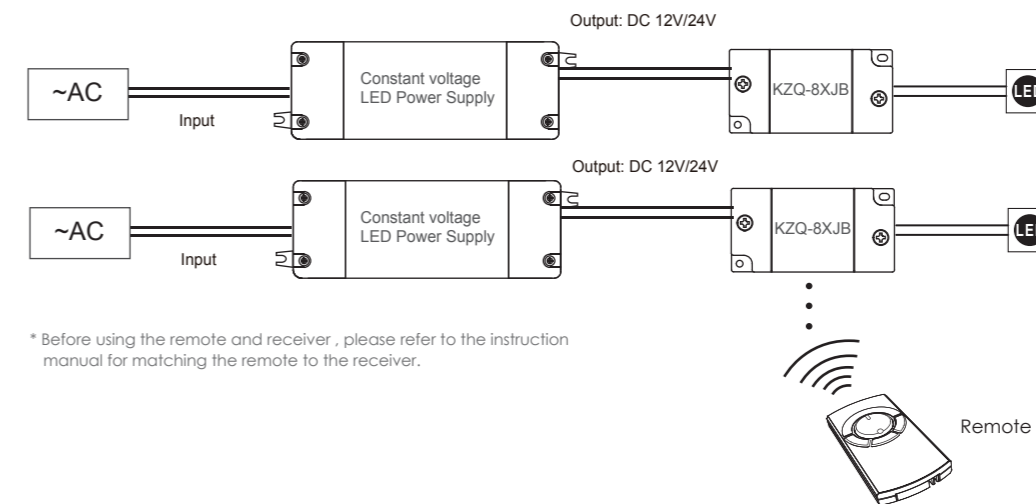 Output: DC 12V/24V
~AC
Input
Constant voltage
LED Power Supply
KZQ-8XJB
Output: DC 12V/24V
~AC
Input
Constant voltage
LED Power Supply
KZQ-8XJB
* Before using the remote and receiver , please refer to the instruction
manual for matching the remote to the receiver.
Remote